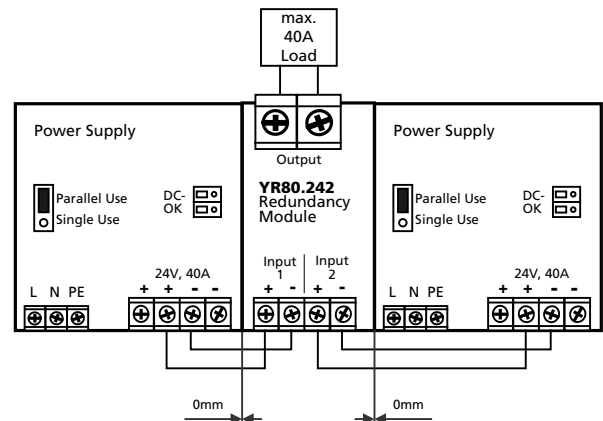 max.
40A
Load
Power Supply
Parallel Use
Single Use
DC-
OK
24V, 40A
+ + - -
L N PE
Output
YR80.242
Redundancy
Module
Input
1
Input
2
+ - + -
Power Supply
Parallel Use
Single Use
DC-
OK
24V, 40A
+ + - -
L N PE
0mm
0mm